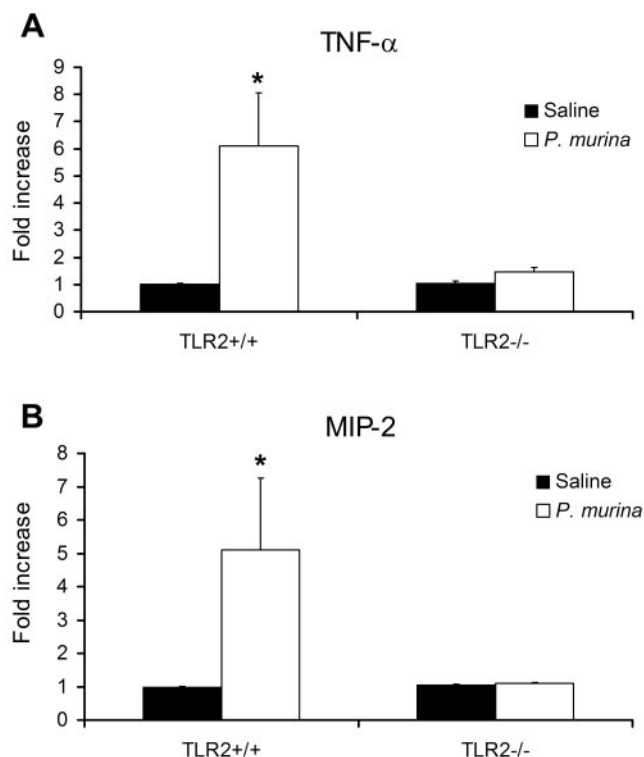 A
TNF-α
9
8
7
6
5
4
3
2
1
0
Fold increase
*
Saline
P. murina
TLR2+/+
TLR2-/-
B
MIP-2
8
7
6
5
4
3
2
1
0
Fold increase
*
Saline
P. murina
TLR2+/+
TLR2-/-